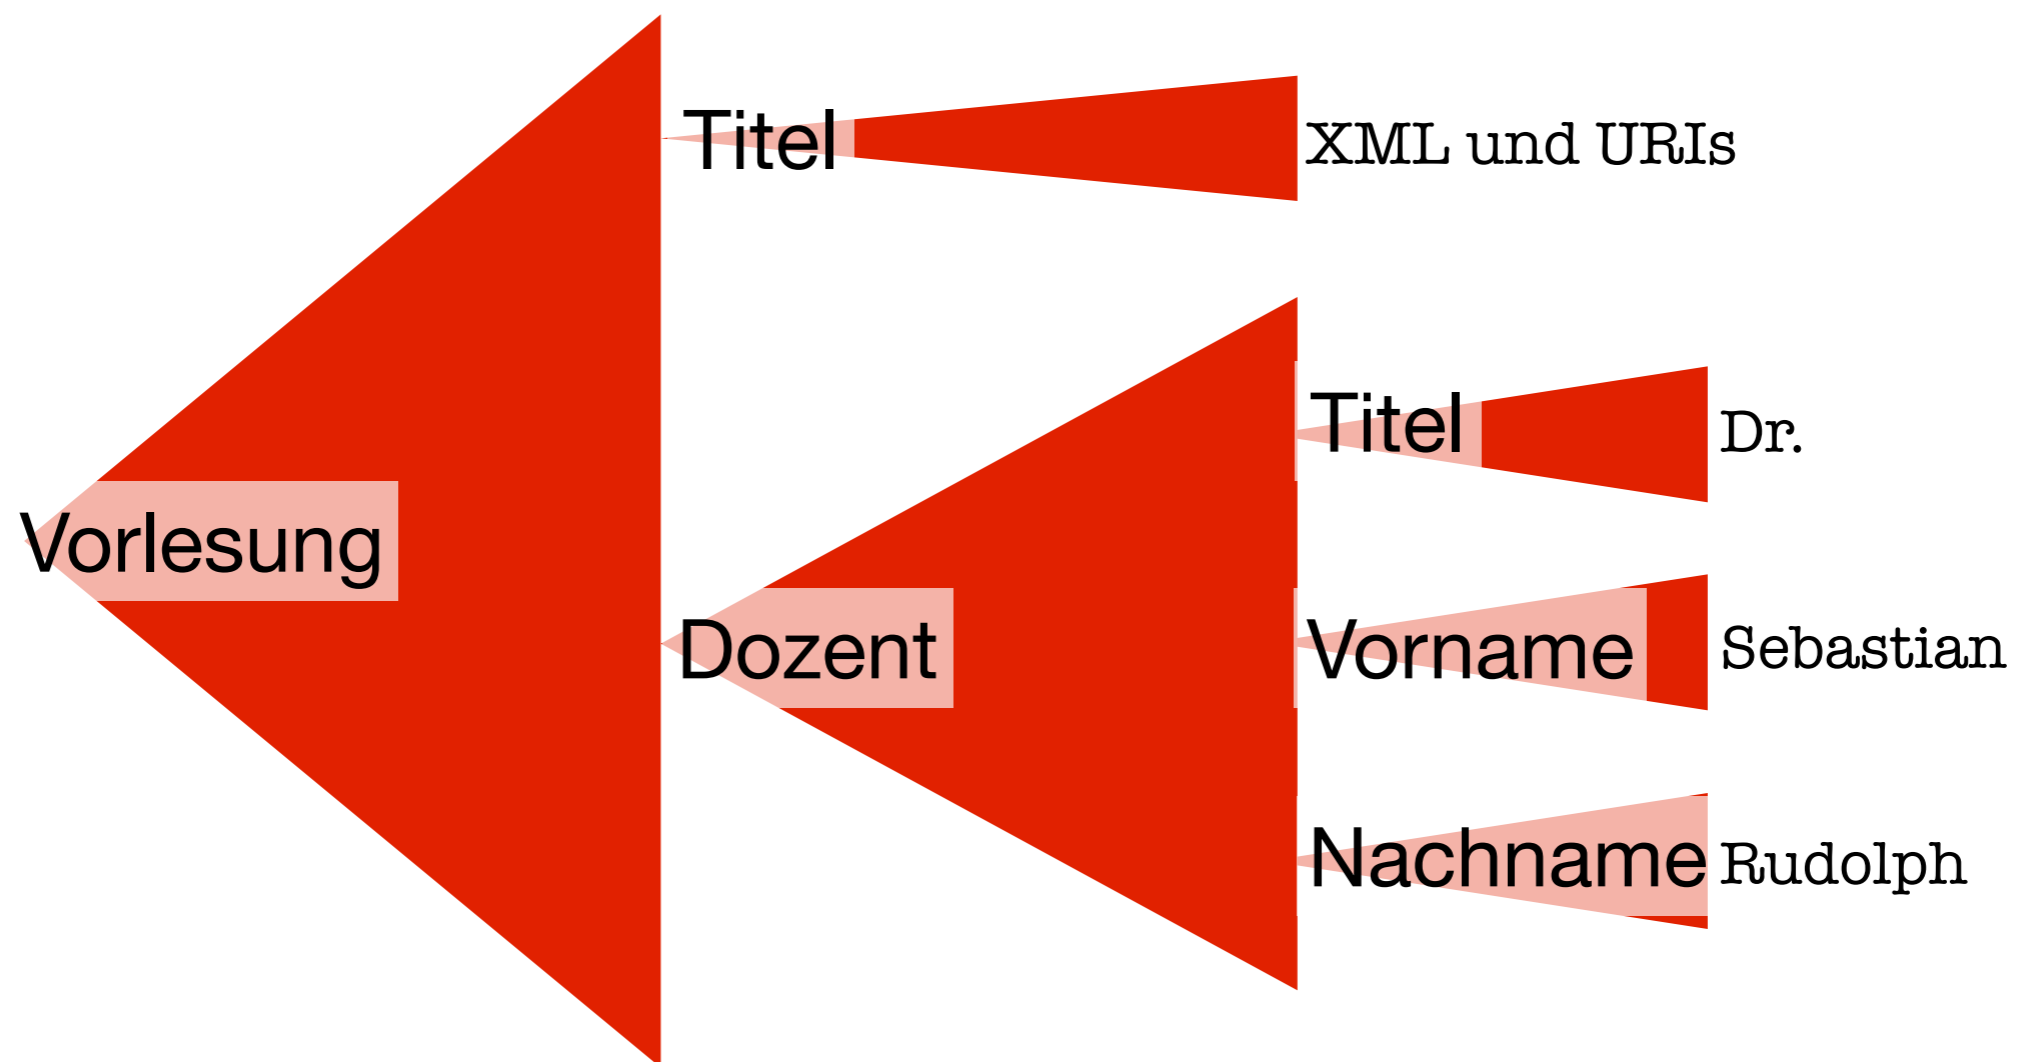 Titel XML und URIs
Titel Dr.
Vorlesung
Dozent Vorname Sebastian
Nachname Rudolph